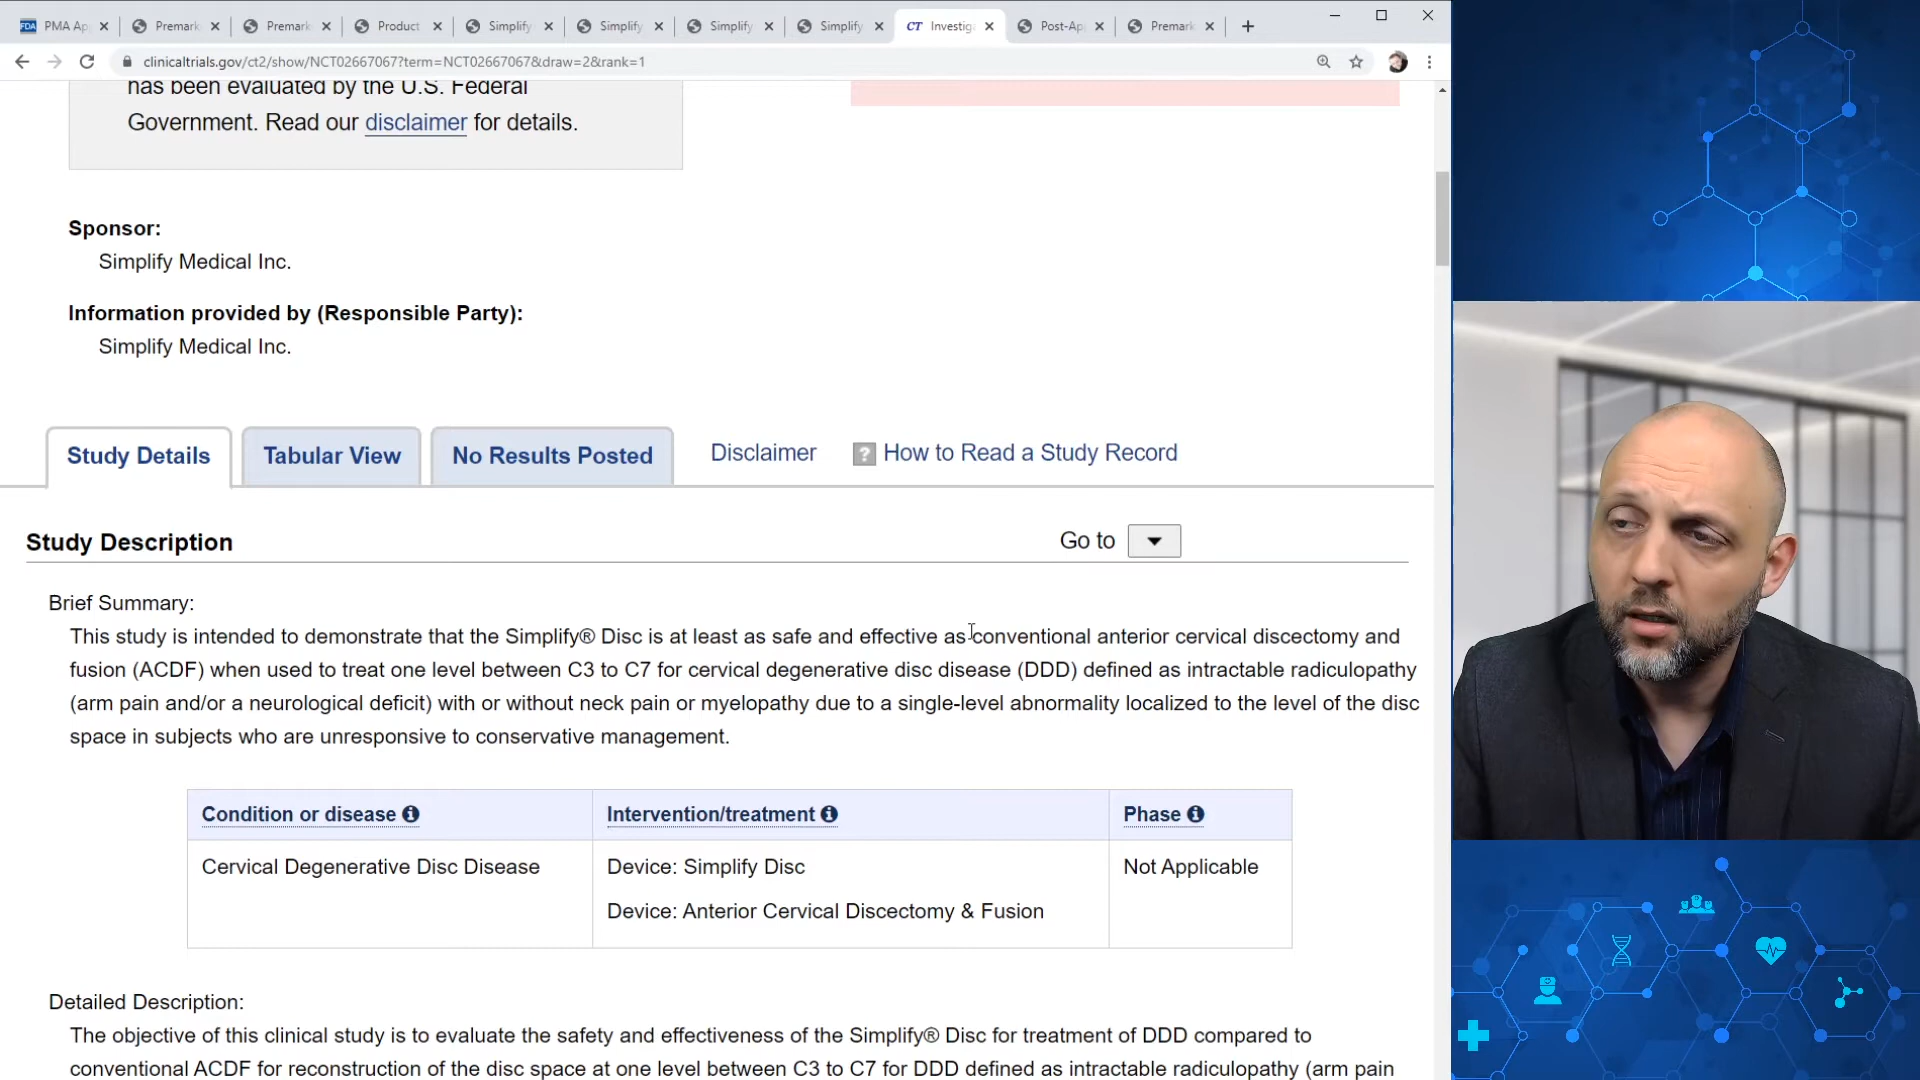 FDA PMA Ap
Premark
Premark
Product
Simplify
Simplify
Simplify
Simplify
CT Investiga
Post-Ap
Premark
clinicaltrials.gov/ct2/show/NCT02667067?term=NCT02667067&draw=2&rank=1
has been evaluated by the U.S. Federal
Government. Read our disclaimer for details.
Sponsor:
Simplify Medical Inc.
Information provided by (Responsible Party):
Simplify Medical Inc.
Study Details
Tabular View
No Results Posted
Disclaimer
? How to Read a Study Record
Study Description
Go to
Brief Summary:
This study is intended to demonstrate that the Simplify® Disc is at least as safe and effective as conventional anterior cervical discectomy and
fusion (ACDF) when used to treat one level between C3 to C7 for cervical degenerative disc disease (DDD) defined as intractable radiculopathy
(arm pain and/or a neurological deficit) with or without neck pain or myelopathy due to a single-level abnormality localized to the level of the disc
space in subjects who are unresponsive to conservative management.
Condition or disease
Intervention/treatment
Phase
Cervical Degenerative Disc Disease
Device: Simplify Disc
Not Applicable
Device: Anterior Cervical Discectomy & Fusion
Detailed Description:
The objective of this clinical study is to evaluate the safety and effectiveness of the Simplify® Disc for treatment of DDD compared to
conventional ACDF for reconstruction of the disc space at one level between C3 to C7 for DDD defined as intractable radiculopathy (arm pain